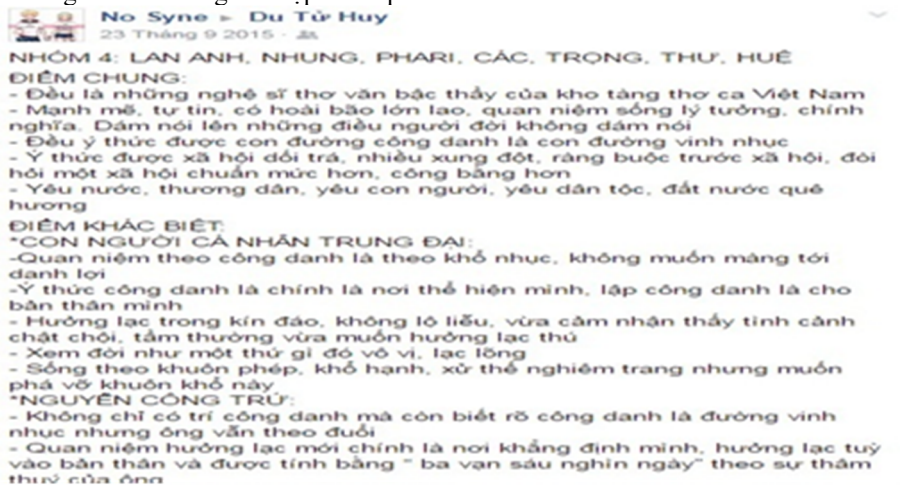 No Syne ▸ Du Tử Huy
23 Tháng 9 2015 ·
NHÓM 4: LAN ANH, NHUNG, PHARI, CÁC, TRỌNG, THƯ, HUÊ
ĐIỂM CHUNG:
- Đều là những nghệ sĩ thơ văn bậc thầy của kho tàng thơ ca Việt Nam
- Mạnh mẽ, tự tin, có hoài bão lớn lao, quan niệm sống lý tưởng, chính
nghĩa. Dám nói lên những điều người đời không dám nói
- Đều ý thức được con đường công danh là con đường vinh nhục
- Ý thức được xã hội dối trá, nhiều xung đột, ràng buộc trước xã hội, đòi
hỏi một xã hội chuẩn mức hơn, công bằng hơn
- Yêu nước, thương dân, yêu con người, yêu dân tộc, đất nước quê
hương
ĐIỂM KHÁC BIỆT:
*CON NGƯỜI CÁ NHÂN TRUNG ĐẠI:
-Quan niệm theo công danh là theo khổ nhục, không muốn màng tới
danh lợi
-Ý thức công danh là chính là nơi thể hiện mình, lập công danh là cho
bản thân mình
- Hưởng lạc trong kín đáo, không lộ liễu, vừa cảm nhận thấy tình cảnh
chật chội, tầm thường vừa muốn hưởng lạc thú
- Xem đời như một thứ gì đó vô vị, lạc lõng
- Sống theo khuôn phép, khổ hạnh, xử thế nghiêm trang nhưng muốn
phá vỡ khuôn khổ này
*NGUYỄN CÔNG TRỨ:
- Không chỉ có trí công danh mà còn biết rõ công danh là đường vinh
nhục nhưng ông vẫn theo đuổi
- Quan niệm hưởng lạc mới chính là nơi khẳng định mình, hưởng lạc tuỳ
vào bản thân và được tính bằng " ba vạn sáu nghìn ngày" theo sự thâm
thuý của ông